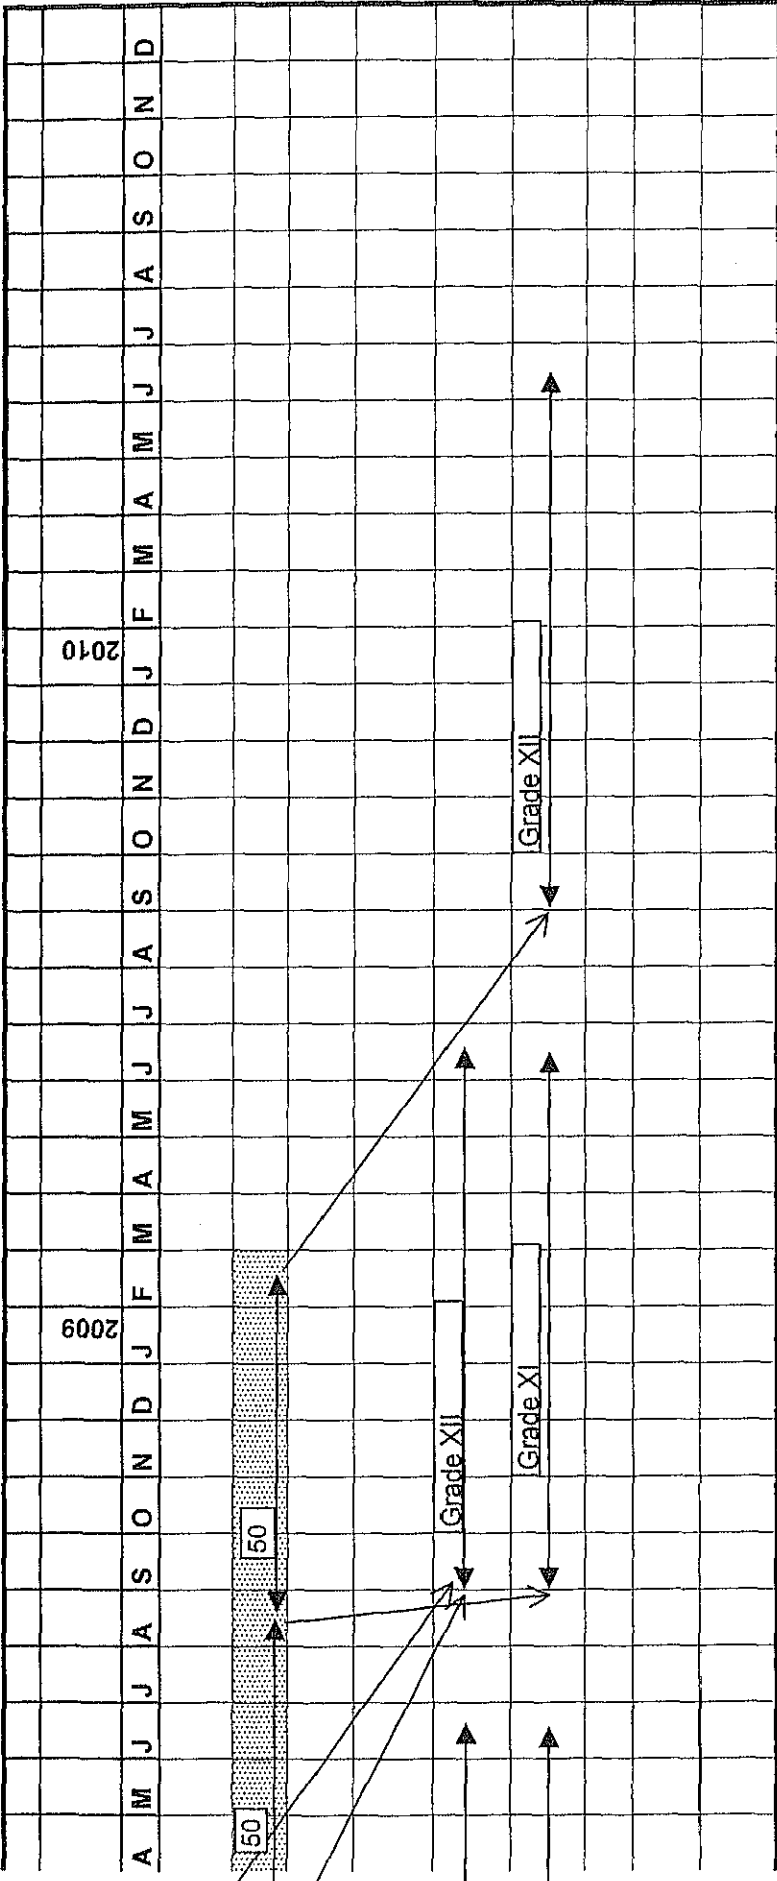 2009 2010
A M J J A S O N D J F M A M J J A S O N D J F M A M J J A S O N D
50 50
Grade XII
Grade XI Grade XII